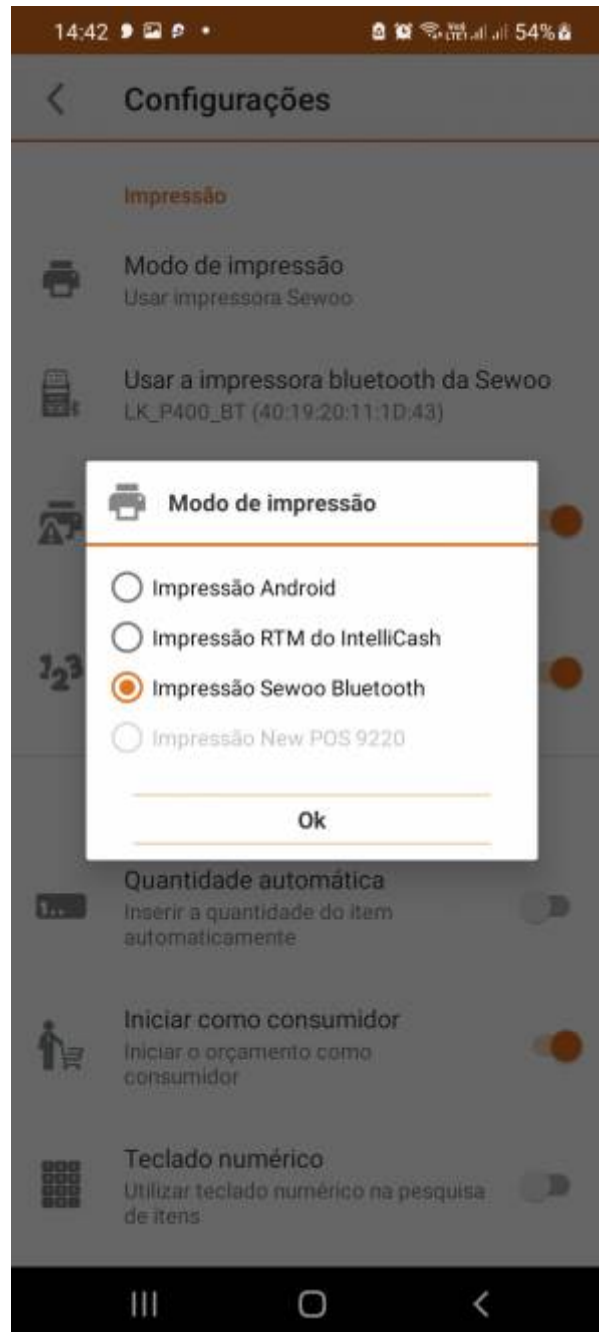 14:42
54%
Configurações
Impressão
Modo de impressão
Usar impressora Sewoo
Usar a impressora bluetooth da Sewoo
LK_P400_BT (40:19:20:11:1D:43)
123
Modo de impressão
Impressão Android
Impressão RTM do IntelliCash
Impressão Sewoo Bluetooth
Impressão New POS 9220
Ok
1...
Quantidade automática
Inserir a quantidade do item
automaticamente
Iniciar como consumidor
Iniciar o orçamento como
consumidor
Teclado numérico
Utilizar teclado numérico na pesquisa
de itens